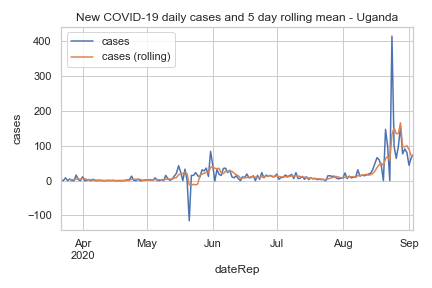 New COVID-19 daily cases and 5 day rolling mean - Uganda
cases
cases (rolling)
400
300
200
100
0
−100
cases
Apr
2020
May
Jun
Jul
Aug
Sep
dateRep